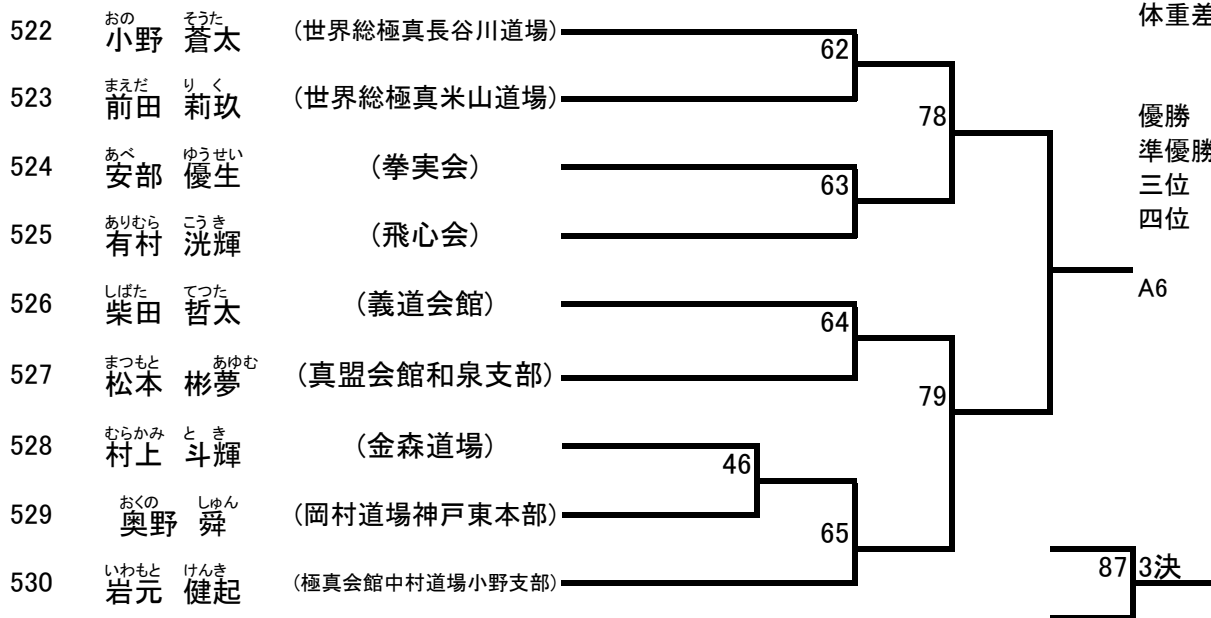 体重差
おの そうた
522 小野 蒼太 (世界総極真長谷川道場)
62
まえだ りく
523 前田 莉玖 (世界総極真米山道場)
78
優勝
準優勝
三位
四位
あべ ゆうせい
524 安部 優生 (拳実会)
63
ありむら こうき
525 有村 洸輝 (飛心会)
A6
しばた てつた
526 柴田 哲太 (義道会館)
64
まつもと あゆむ
527 松本 彬夢 (真盟会館和泉支部)
79
むらかみ とき
528 村上 斗輝 (金森道場)
46
おくの しゅん
529 奥野 舜 (岡村道場神戸東本部)
65
いわもと けんき
530 岩元 健起 (極真会館中村道場小野支部)
87 3決